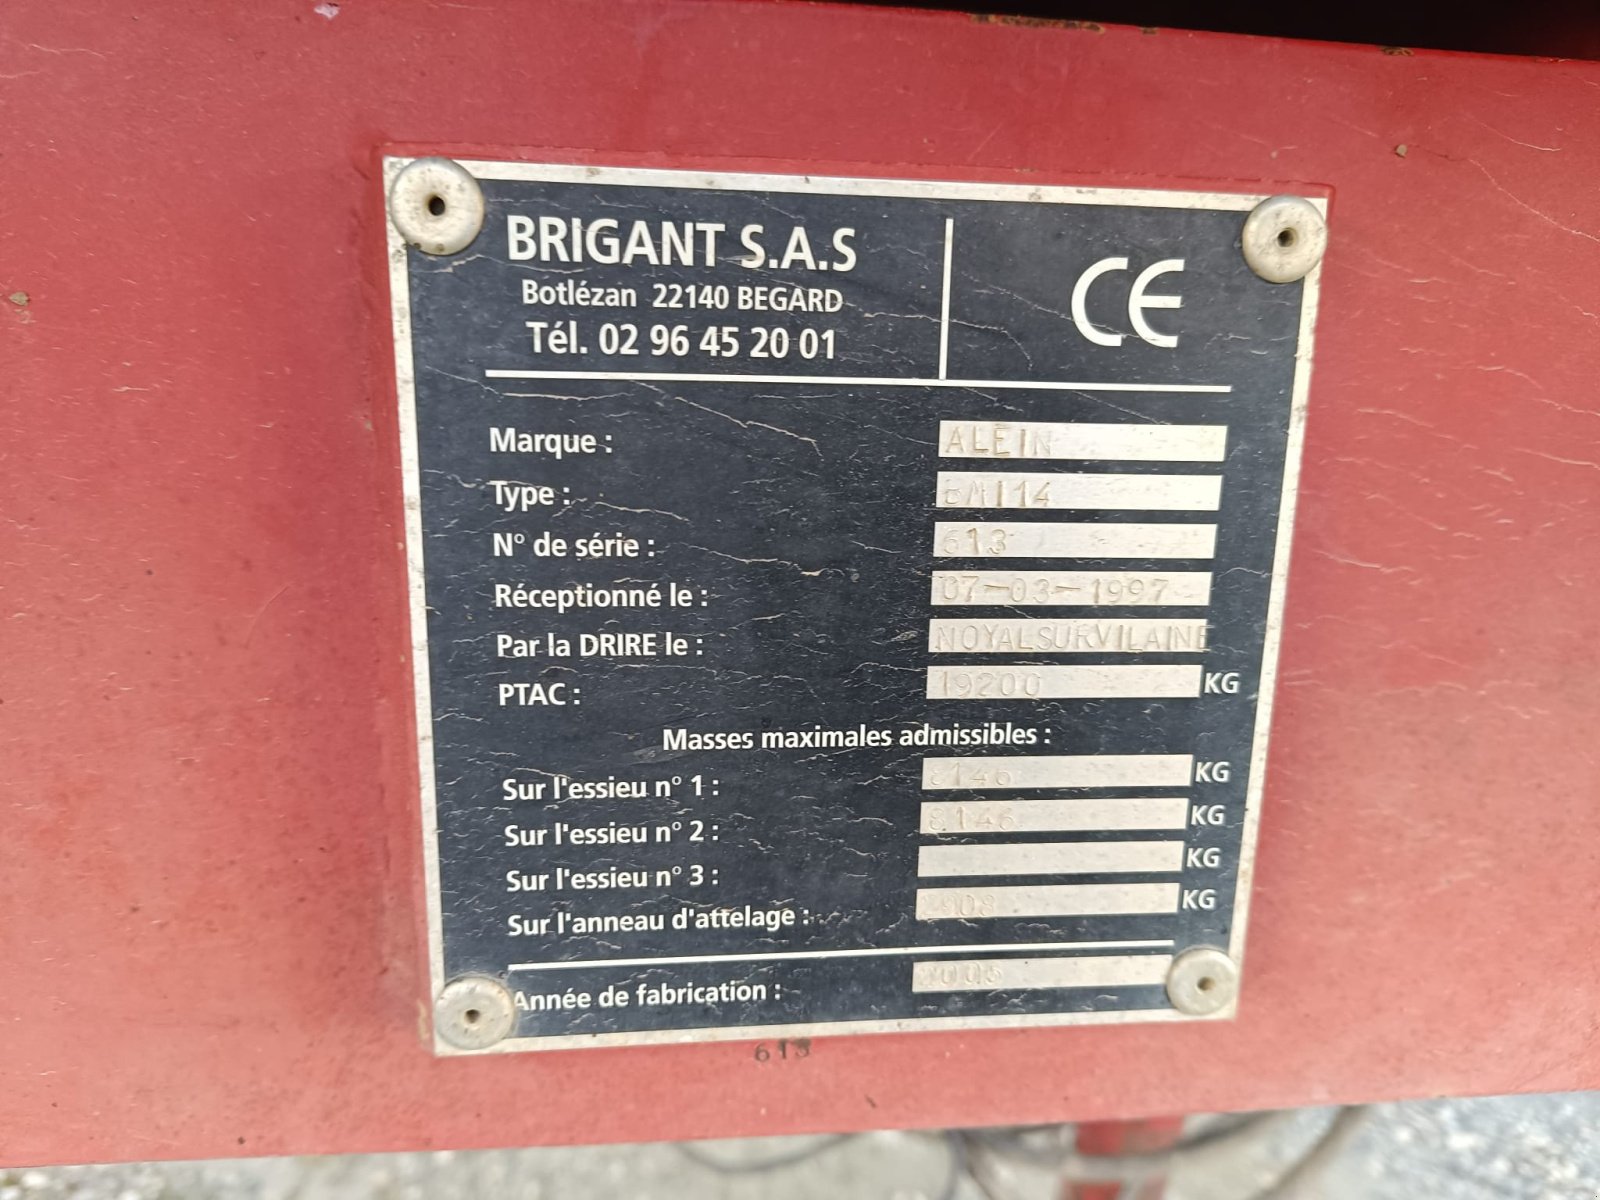 BRIGANT S.A.S
Botlézan 22140 BEGARD
Tél. 02 96 45 20 01
CE
Marque : ALEIN
Type :
N° de série : 613
Réceptionné le : 07-03-1997
Par la DRIRE le : NOYALSURVILAINE
PTAC : 19200 KG
Masses maximales admissibles :
Sur l'essieu n° 1 : 8146 KG
Sur l'essieu n° 2 : 8146 KG
Sur l'essieu n° 3 : KG
Sur l'anneau d'attelage : KG
Année de fabrication : 2005
613